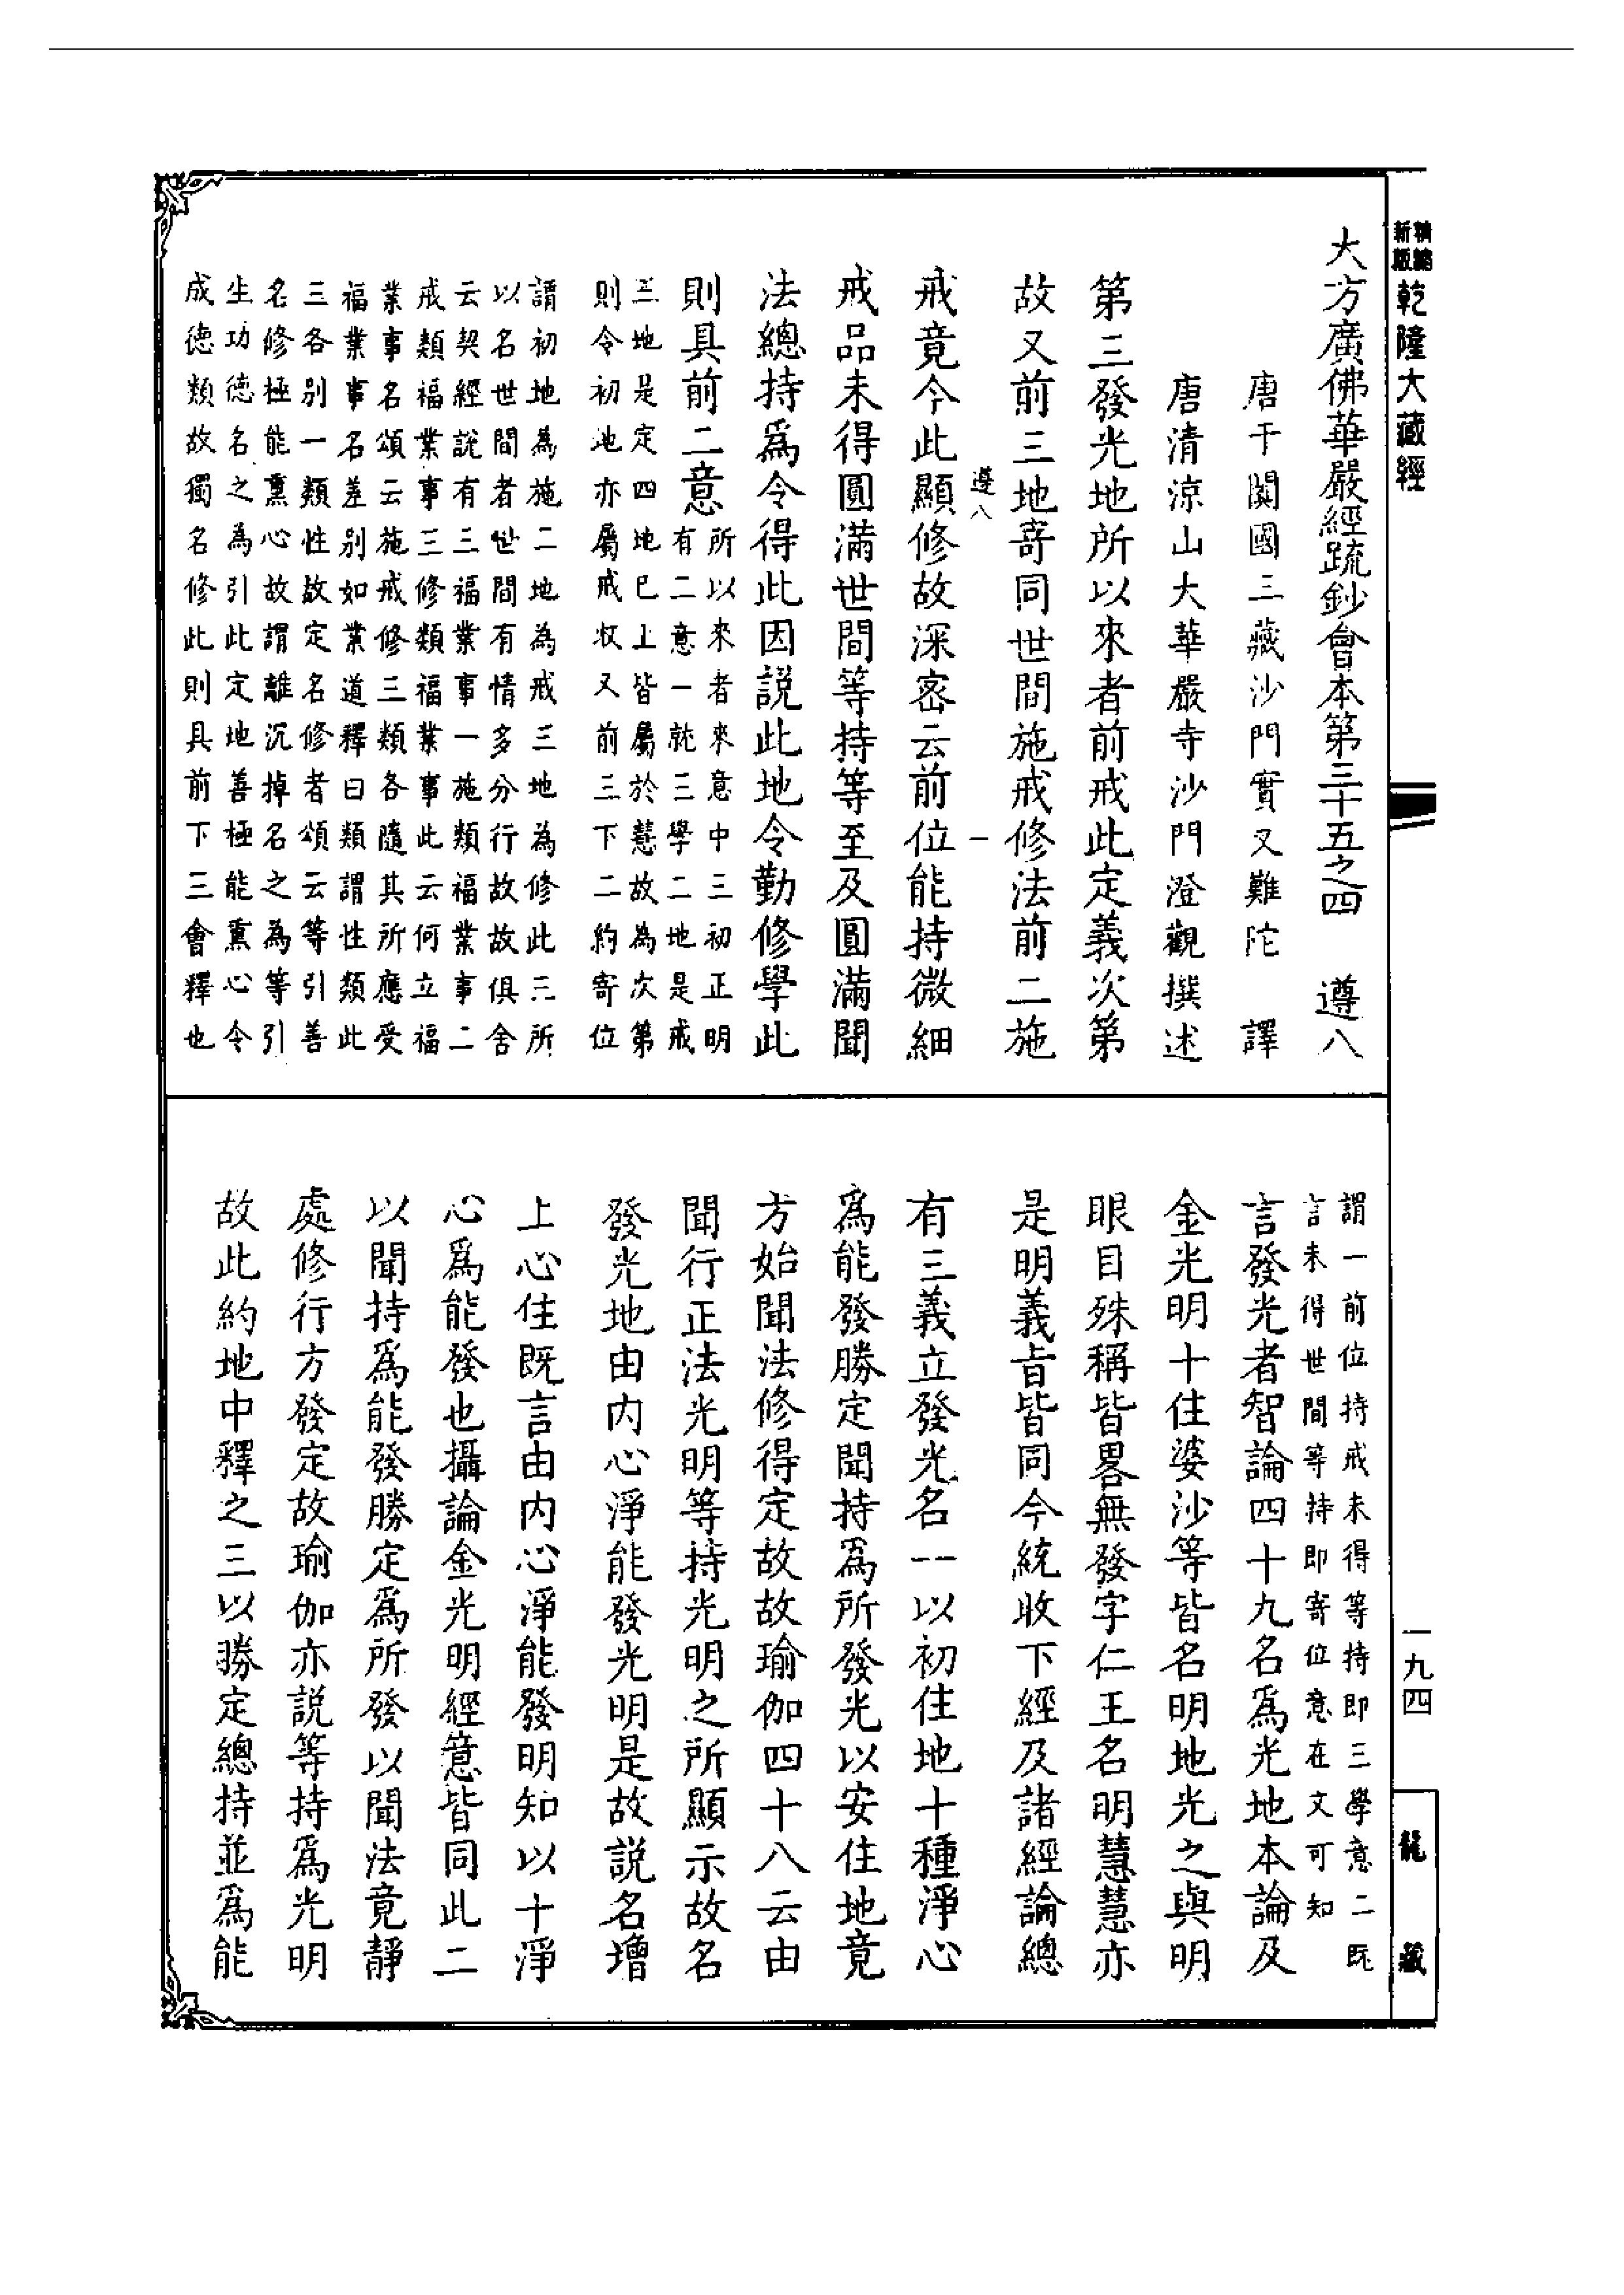 精縮
新版
乾隆大藏經
大方廣佛華嚴經疏鈔會本第三十五之四　遵八
唐于闐國三藏沙門實叉難陀　譯
唐清涼山大華嚴寺沙門澄觀撰述
第三發光地所以來者前戒此定義次第
故又前三地寄同世間施戒修法前二施
遵八　一
戒竟今此顯修故深密云前位能持微細
戒品未得圓滿世間等持等至及圓滿聞
法總持爲令得此因説此地令勤修學此
則具前二意
所以來者來意中三初正明
有二意一就三學二地是戒
三地是定四地已上皆屬於慧故為次第
則令初地亦屬戒收又前三下二約寄位
謂初地為施二地為戒三地為修此三所
以名世間者世間有情多分行故故俱舍
云契經説有三福業事一施類福業事二
戒類福業事三修類福業事此云何立福
業事名頌云施戒修三類各隨其所應受
福業事名差别如業道釋曰類謂性類此
三各别一類性故定名修者頌云等引善
名修極能熏心故謂離沉掉名之為等引
生功德名之為引此定地善極能熏心令
成德類故獨名修此則具前下三會釋也
謂一前位持戒未得等持即三學意二既
言未得世間等持即寄位意在文可知
言發光者智論四十九名爲光地本論及
金光明十住婆沙等皆名明地光之與明
眼目殊稱皆畧無發字仁王名明慧慧亦
是明義旨皆同今統收下經及諸經論總
有三義立發光名一以初住地十種淨心
爲能發勝定聞持爲所發光以安住地竟
方始聞法修得定故故瑜伽四十八云由
聞行正法光明等持光明之所顯示故名
發光地由内心淨能發光明是故説名增
上心住既言由内心淨能發明知以十淨
心爲能發也攝論金光明經意皆同此二
以聞持爲能發勝定爲所發以聞法竟靜
處修行方發定故瑜伽亦説等持爲光明
故此約地中釋之三以勝定總持並爲能
一九四
龍藏